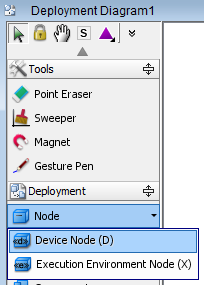 Deployment Diagram1
S
Tools
Point Eraser
Sweeper
Magnet
Gesture Pen
Deployment
Node
«d» Device Node (D)
«e» Execution Environment Node (X)